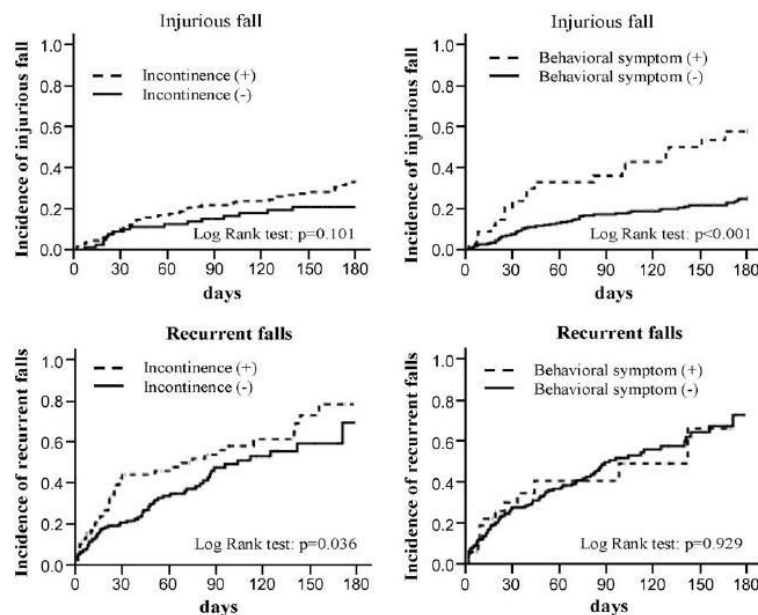 Injurious fall
Incidence of injurious fall
1.0
0.8
0.6
0.4
0.2
0.0
Incontinence (+)
Incontinence (-)
Log Rank test: p=0.101
0 30 60 90 120 150 180
days
Injurious fall
Incidence of injurious fall
1.0
0.8
0.6
0.4
0.2
0.0
Behavioral symptom (+)
Behavioral symptom (-)
Log Rank test: p<0.001
0 30 60 90 120 150 180
days
Recurrent falls
Incidence of recurrent falls
1.0
0.8
0.6
0.4
0.2
0.0
Incontinence (+)
Incontinence (-)
Log Rank test: p=0.036
0 30 60 90 120 150 180
days
Recurrent falls
Incidence of recurrent falls
1.0
0.8
0.6
0.4
0.2
0.0
Behavioral symptom (+)
Behavioral symptom (-)
Log Rank test: p=0.929
0 30 60 90 120 150 180
days